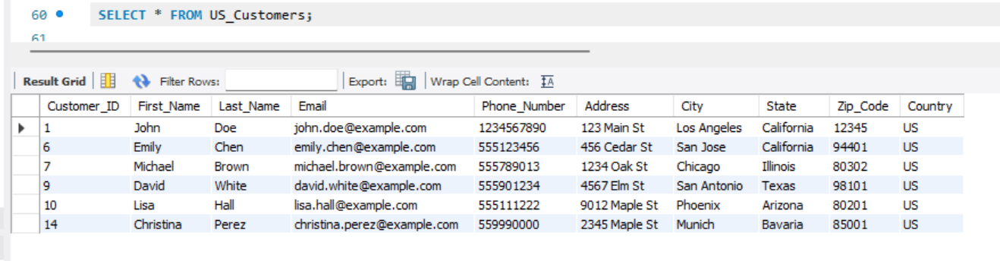 60 SELECT * FROM US_Customers;
61
Result Grid Filter Rows: Export: Wrap Cell Content: IA
Customer_ID First_Name Last_Name Email Phone_Number Address City State Zip_Code Country
1 John Doe john.doe@example.com 1234567890 123 Main St Los Angeles California 12345 US
6 Emily Chen emily.chen@example.com 555123456 456 Cedar St San Jose California 94401 US
7 Michael Brown michael.brown@example.com 555789013 1234 Oak St Chicago Illinois 80302 US
9 David White david.white@example.com 555901234 4567 Elm St San Antonio Texas 98101 US
10 Lisa Hall lisa.hall@example.com 555111222 9012 Maple St Phoenix Arizona 80201 US
14 Christina Perez christina.perez@example.com 559990000 2345 Maple St Munich Bavaria 85001 US